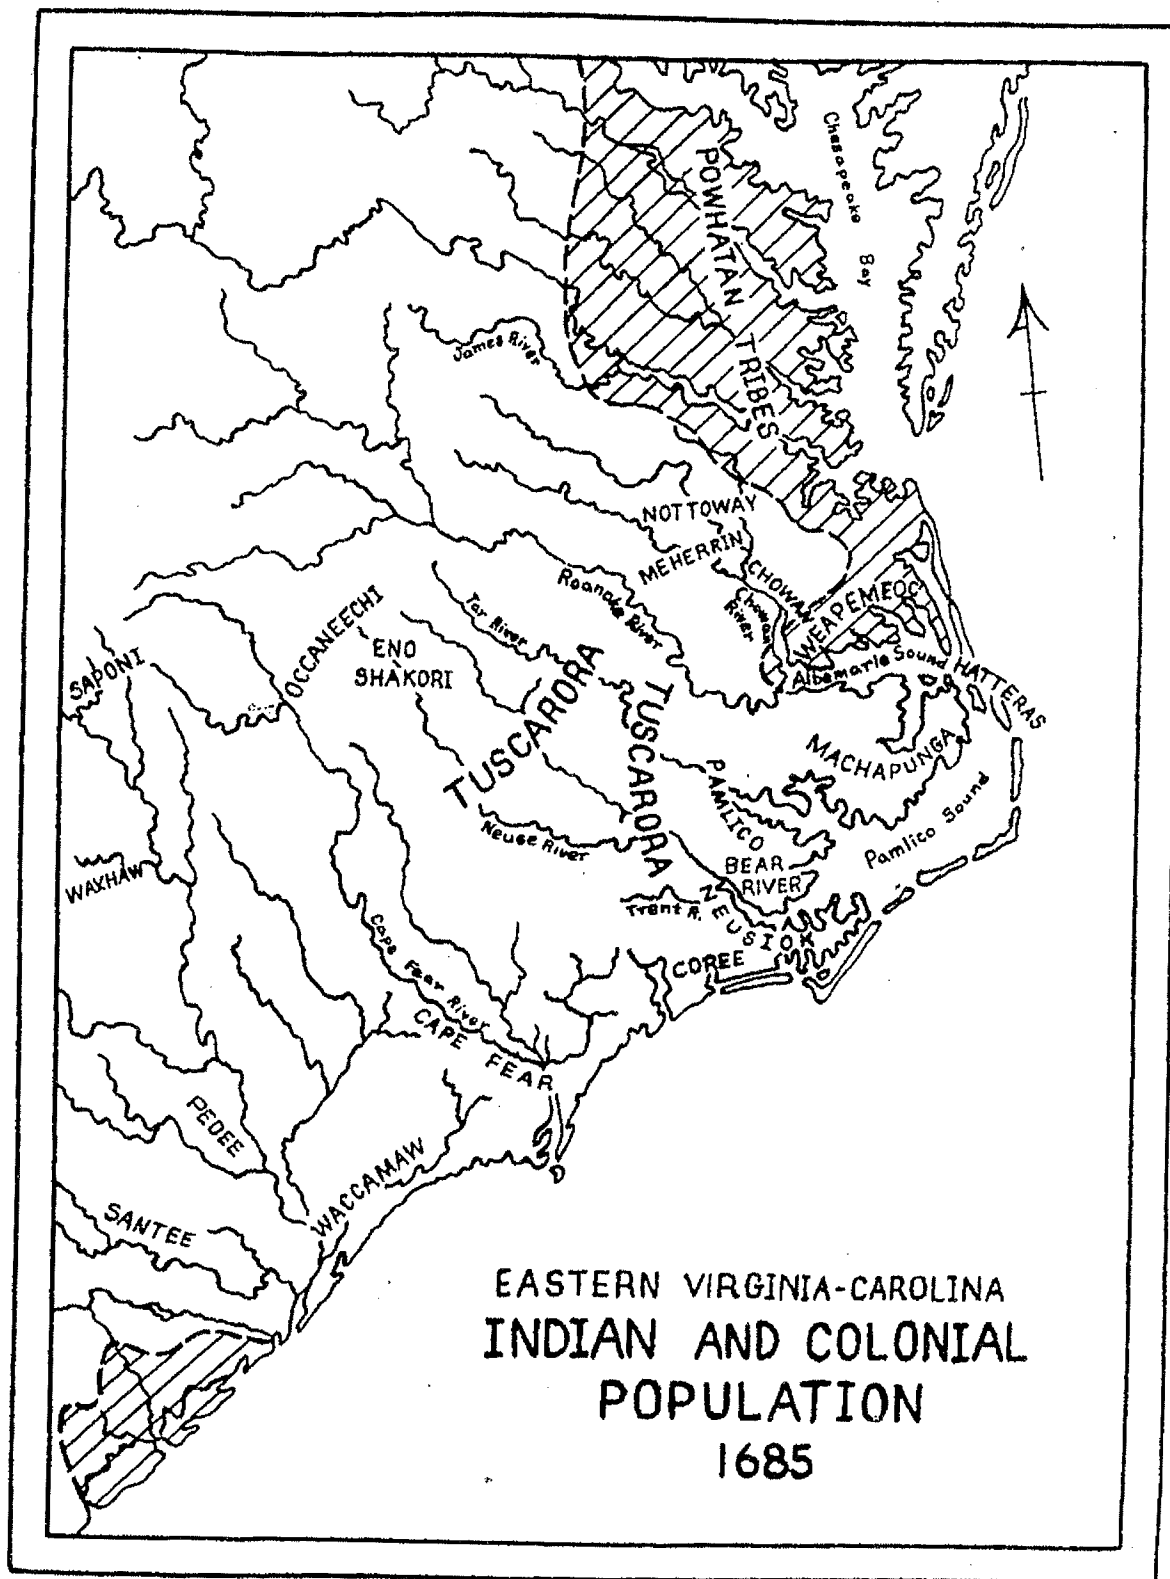 Chesapeake Bay
POWHATAN TRIBES
James River
NOTTOWAY
MEHERRIN
CHOWAN
Roanoke River
Chowan River
WEAPEMEOC
Tar River
OCCANEECHI
ENO
SHAKORI
SAPONI
Albemarle Sound
HATTERAS
TUSCARORA
TUSCARORA
MACHAPUNGA
PAMLICO
Pamlico Sound
Neuse River
BEAR
RIVER
WAXHAW
Trent R.
NEUSIOK
COREE
Cape Fear River
CAPE FEAR
PEDEE
WACCAMAW
SANTEE
EASTERN VIRGINIA-CAROLINA
INDIAN AND COLONIAL
POPULATION
1685